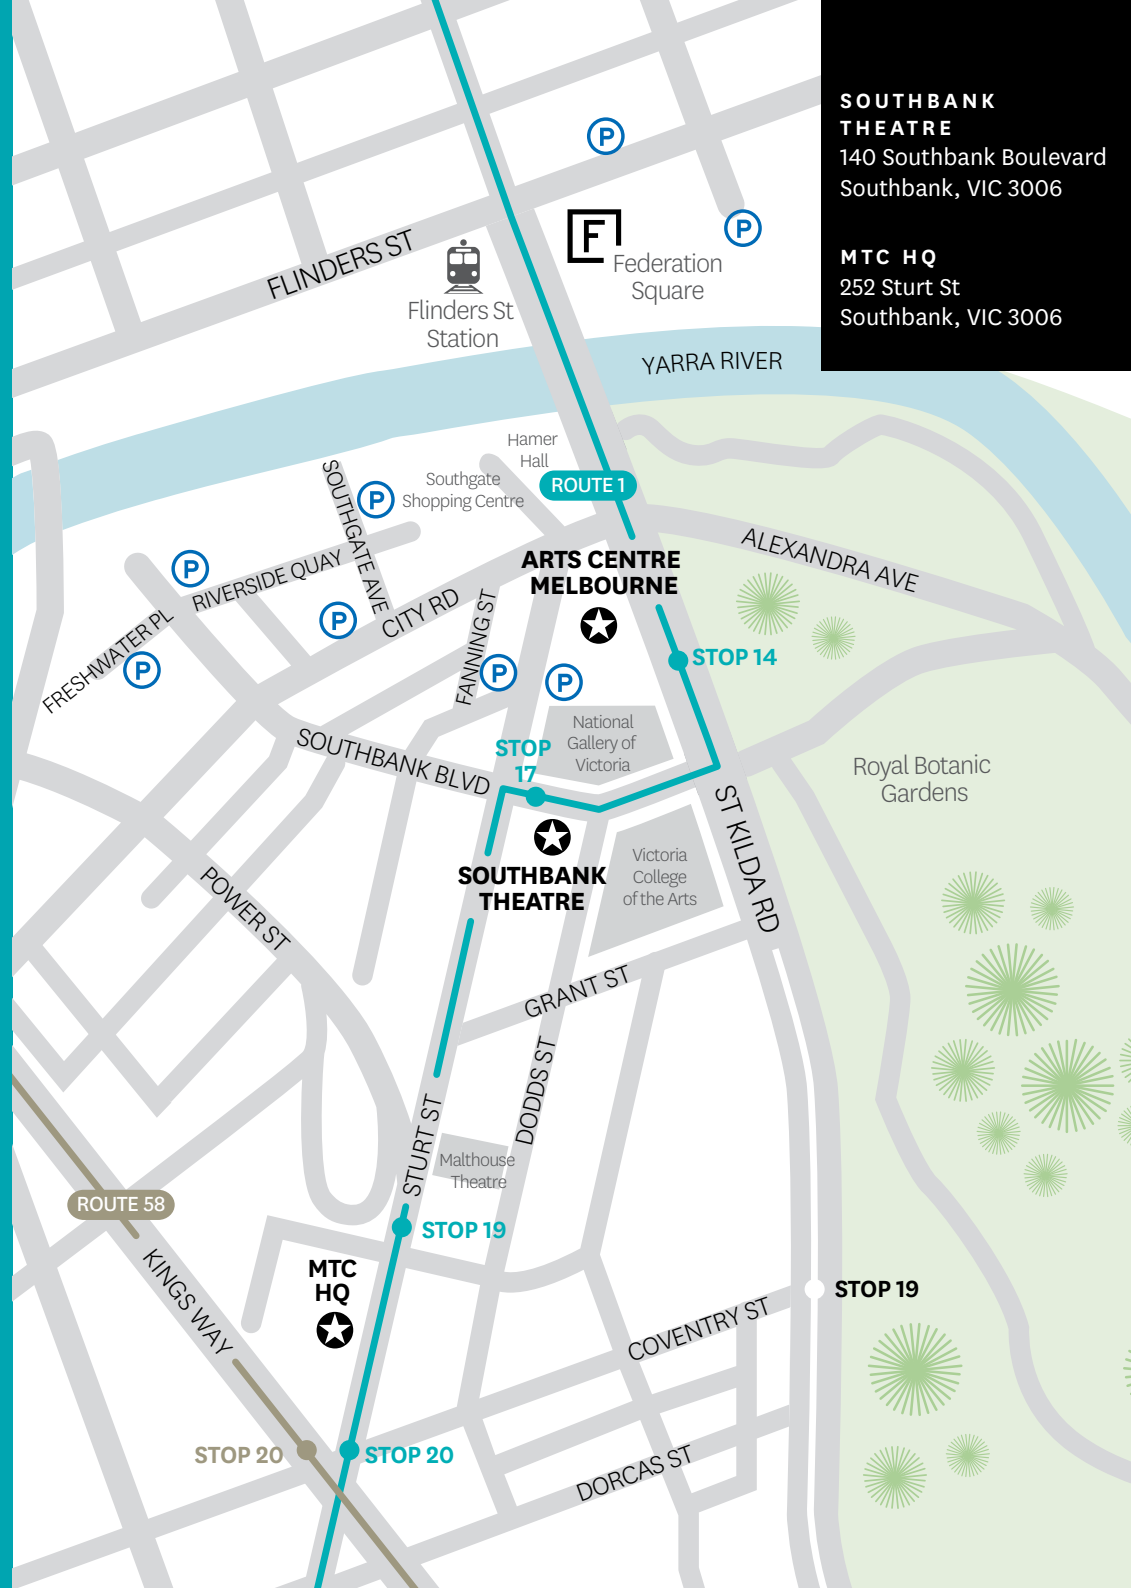 SOUTHBANK
THEATRE
140 Southbank Boulevard
Southbank, VIC 3006
MTC HQ
252 Sturt St
Southbank, VIC 3006
P
P
F
Federation
Square
FLINDERS ST
Flinders St
Station
YARRA RIVER
Hamer
Hall
Southgate
Shopping Centre
ROUTE 1
SOUTHGATE AVE
P
P
RIVERSIDE QUAY
P
CITY RD
FRESHWATER PL
P
ARTS CENTRE
MELBOURNE
ALEXANDRA AVE
FANNING ST
P
P
STOP 14
National
Gallery of
Victoria
SOUTHBANK BLVD
STOP
17
Royal Botanic
Gardens
ST KILDA RD
SOUTHBANK
THEATRE
Victoria
College
of the Arts
POWER ST
GRANT ST
DODDS ST
STURT ST
Malthouse
Theatre
ROUTE 58
STOP 19
KINGS WAY
MTC
HQ
STOP 19
COVENTRY ST
STOP 20
STOP 20
DORCAS ST